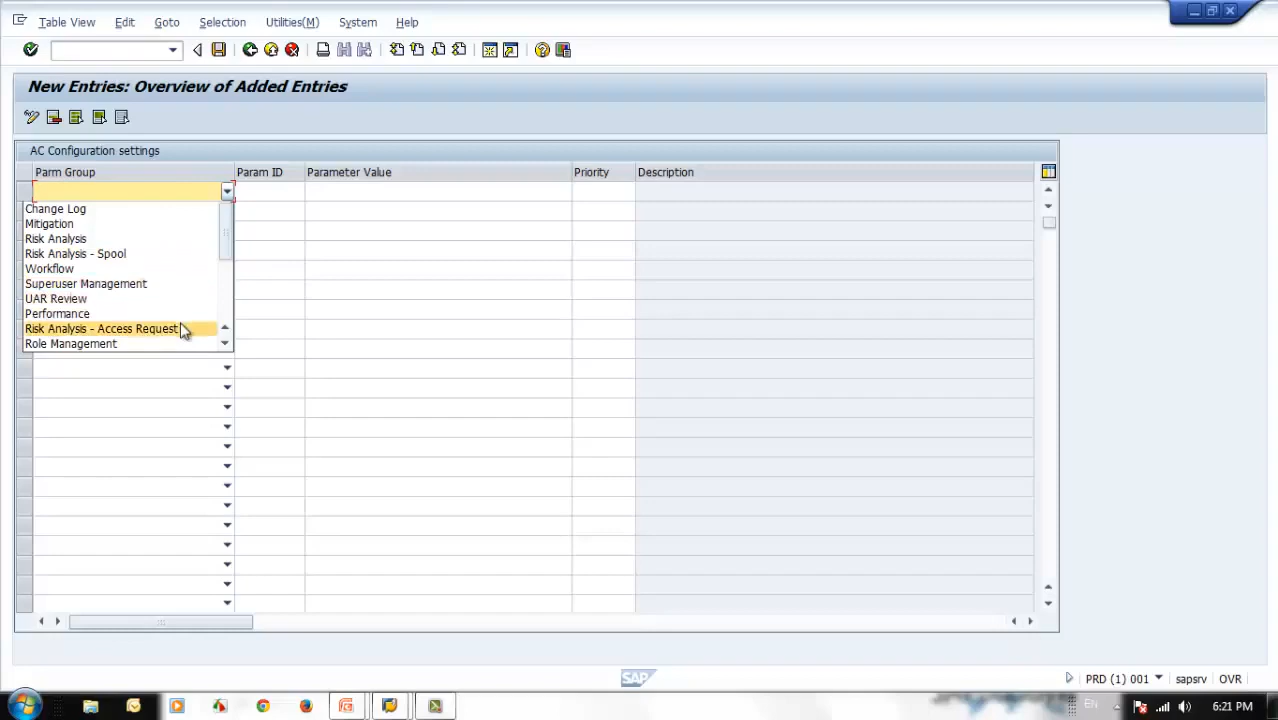 Table View Edit Goto Selection Utilities(M) System Help
New Entries: Overview of Added Entries
AC Configuration settings
Parm Group Param ID Parameter Value Priority Description
Change Log
Mitigation
Risk Analysis
Risk Analysis - Spool
Workflow
Superuser Management
UAR Review
Performance
Risk Analysis - Access Request
Role Management
SAP PRD (1) 001 sapsrv OVR
EN 6:21 PM